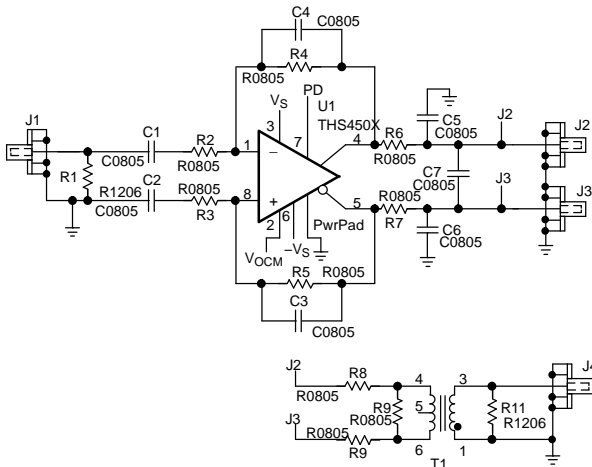 C4
C0805
R4
R0805
R0805
PD
U1
VS
THS450X
J1
C1
R2
3
7
4
R6
C5
C0805
J2
J2
C0805
R0805
1
R0805
C7
C0805
R1
R1206
C2
C0805
R0805
R3
8
2
6
5
R0805
R7
J3
J3
PwrPad
C6
C0805
VOCM
−VS
R5
R0805
C3
C0805
J2
R8
R0805
4
3
J4
R9
R0805
5
R11
R1206
J3
R0805
R9
6
1
T1